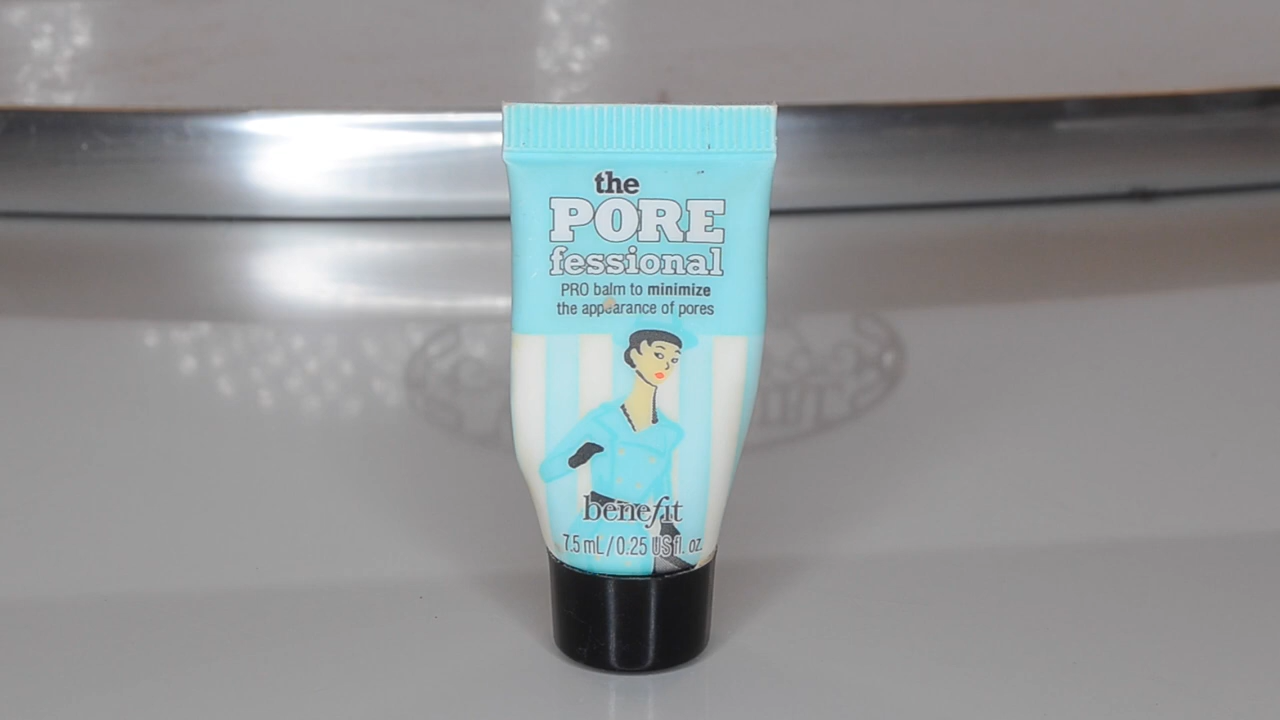 the
PORE
fessional
PRO balm to minimize
the appearance of pores
benefit
7.5 mL/0.25 US fl. oz.